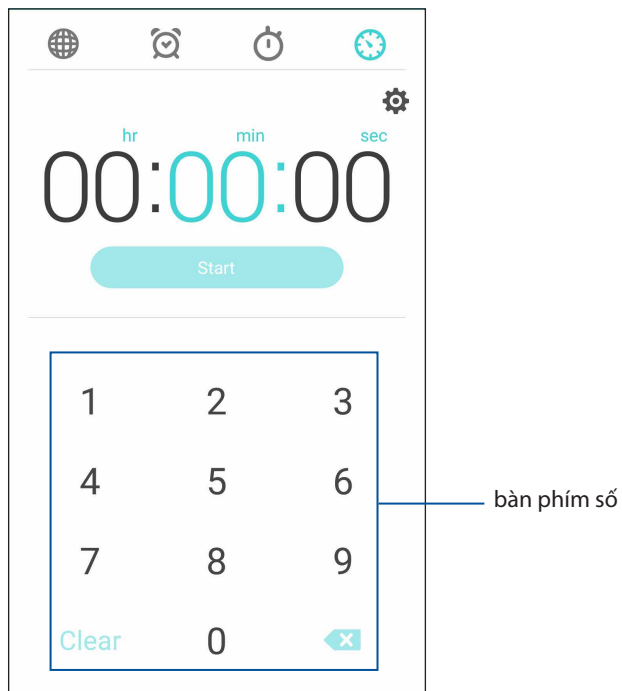 hr min sec
00:00:00
Start
1 2 3
4 5 6
bàn phím số
7 8 9
Clear 0